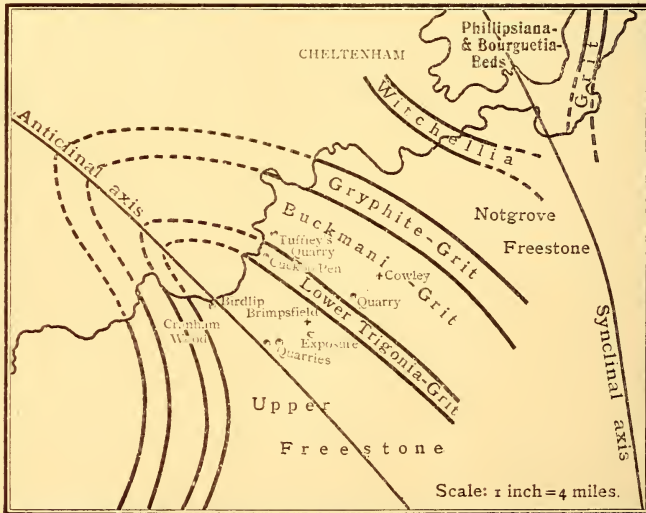 Phillipsiana-
& Bourguetia-
Beds
CHELTENHAM
Grit
Witchellia
Anticlinal axis
Gryphite-Grit
Notgrove
Freestone
Buckmani-Grit
Tuffley's
Quarry
Cowley
Quarry
Birdlip
Brimpsfield
Lower Trigonia-Grit
Cranham
Wood
Exposure
Quarries
Synclinal axis
Upper
Freestone
Scale: 1 inch=4 miles.